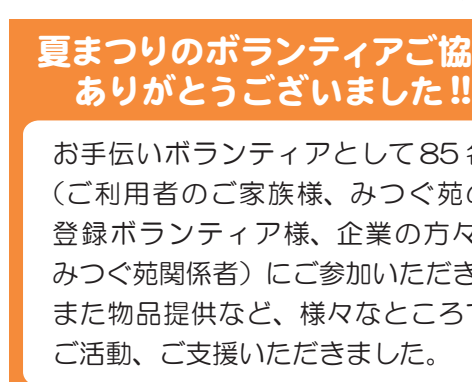 夏まつりのボランティアご協
ありがとうございました!!
お手伝いボランティアとして85名
(ご利用者のご家族様、みつぐ苑の
登録ボランティア様、企業の方々
みつぐ苑関係者)にご参加いただき
また物品提供など、様々なところで
ご活動、ご支援いただきました。